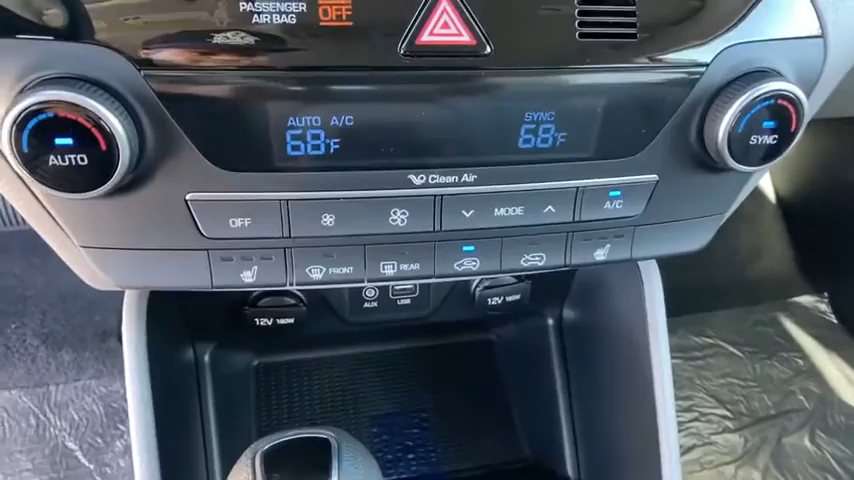 PASSENGER
AIR BAG OFF
AUTO A/C
68°F
SYNC
68°F
AUTO
SYNC
Clean Air
OFF
MODE
A/C
FRONT
REAR
12V 180W
AUX
USB
12V 180W